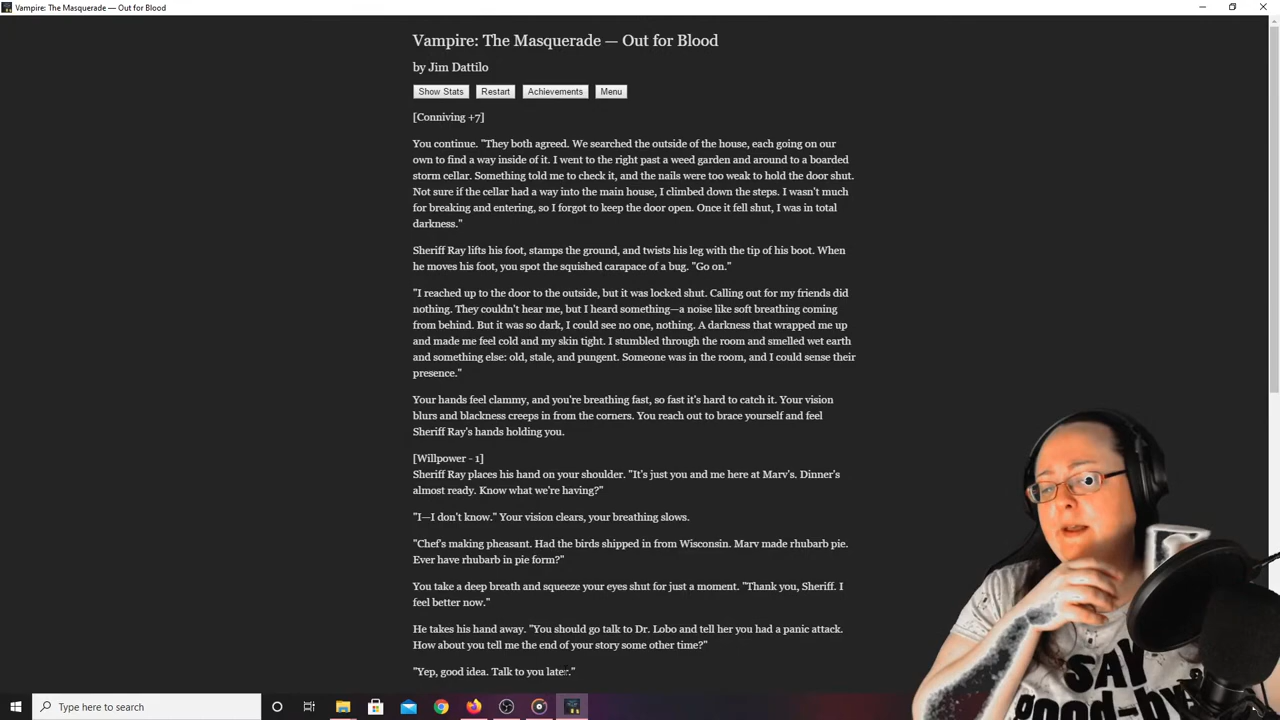 Vampire: The Masquerade — Out for Blood
Vampire: The Masquerade — Out for Blood
by Jim Dattilo
Show Stats Restart Achievements Menu
[Conniving +7]
You continue. "They both agreed. We searched the outside of the house, each going on our
own to find a way inside of it. I went to the right past a weed garden and around to a boarded
storm cellar. Something told me to check it, and the nails were too weak to hold the door shut.
Not sure if the cellar had a way into the main house, I climbed down the steps. I wasn't much
for breaking and entering, so I forgot to keep the door open. Once it fell shut, I was in total
darkness."
Sheriff Ray lifts his foot, stamps the ground, and twists his leg with the tip of his boot. When
he moves his foot, you spot the squished carapace of a bug. "Go on."
"I reached up to the door to the outside, but it was locked shut. Calling out for my friends did
nothing. They couldn't hear me, but I heard something—a noise like soft breathing coming
from behind. But it was so dark, I could see no one, nothing. A darkness that wrapped me up
and made me feel cold and my skin tight. I stumbled through the room and smelled wet earth
and something else: old, stale, and pungent. Someone was in the room, and I could sense their
presence."
Your hands feel clammy, and you're breathing fast, so fast it's hard to catch it. Your vision
blurs and blackness creeps in from the corners. You reach out to brace yourself and feel
Sheriff Ray's hands holding you.
[Willpower - 1]
Sheriff Ray places his hand on your shoulder. "It's just you and me here at Marv's. Dinner's
almost ready. Know what we're having?"
"I—I don't know." Your vision clears, your breathing slows.
"Chef's making pheasant. Had the birds shipped in from Wisconsin. Marv made rhubarb pie.
Ever have rhubarb in pie form?"
You take a deep breath and squeeze your eyes shut for just a moment. "Thank you, Sheriff. I
feel better now."
He takes his hand away. "You should go talk to Dr. Lobo and tell her you had a panic attack.
How about you tell me the end of your story some other time?"
"Yep, good idea. Talk to you later."
SAY
good-by
Type here to search